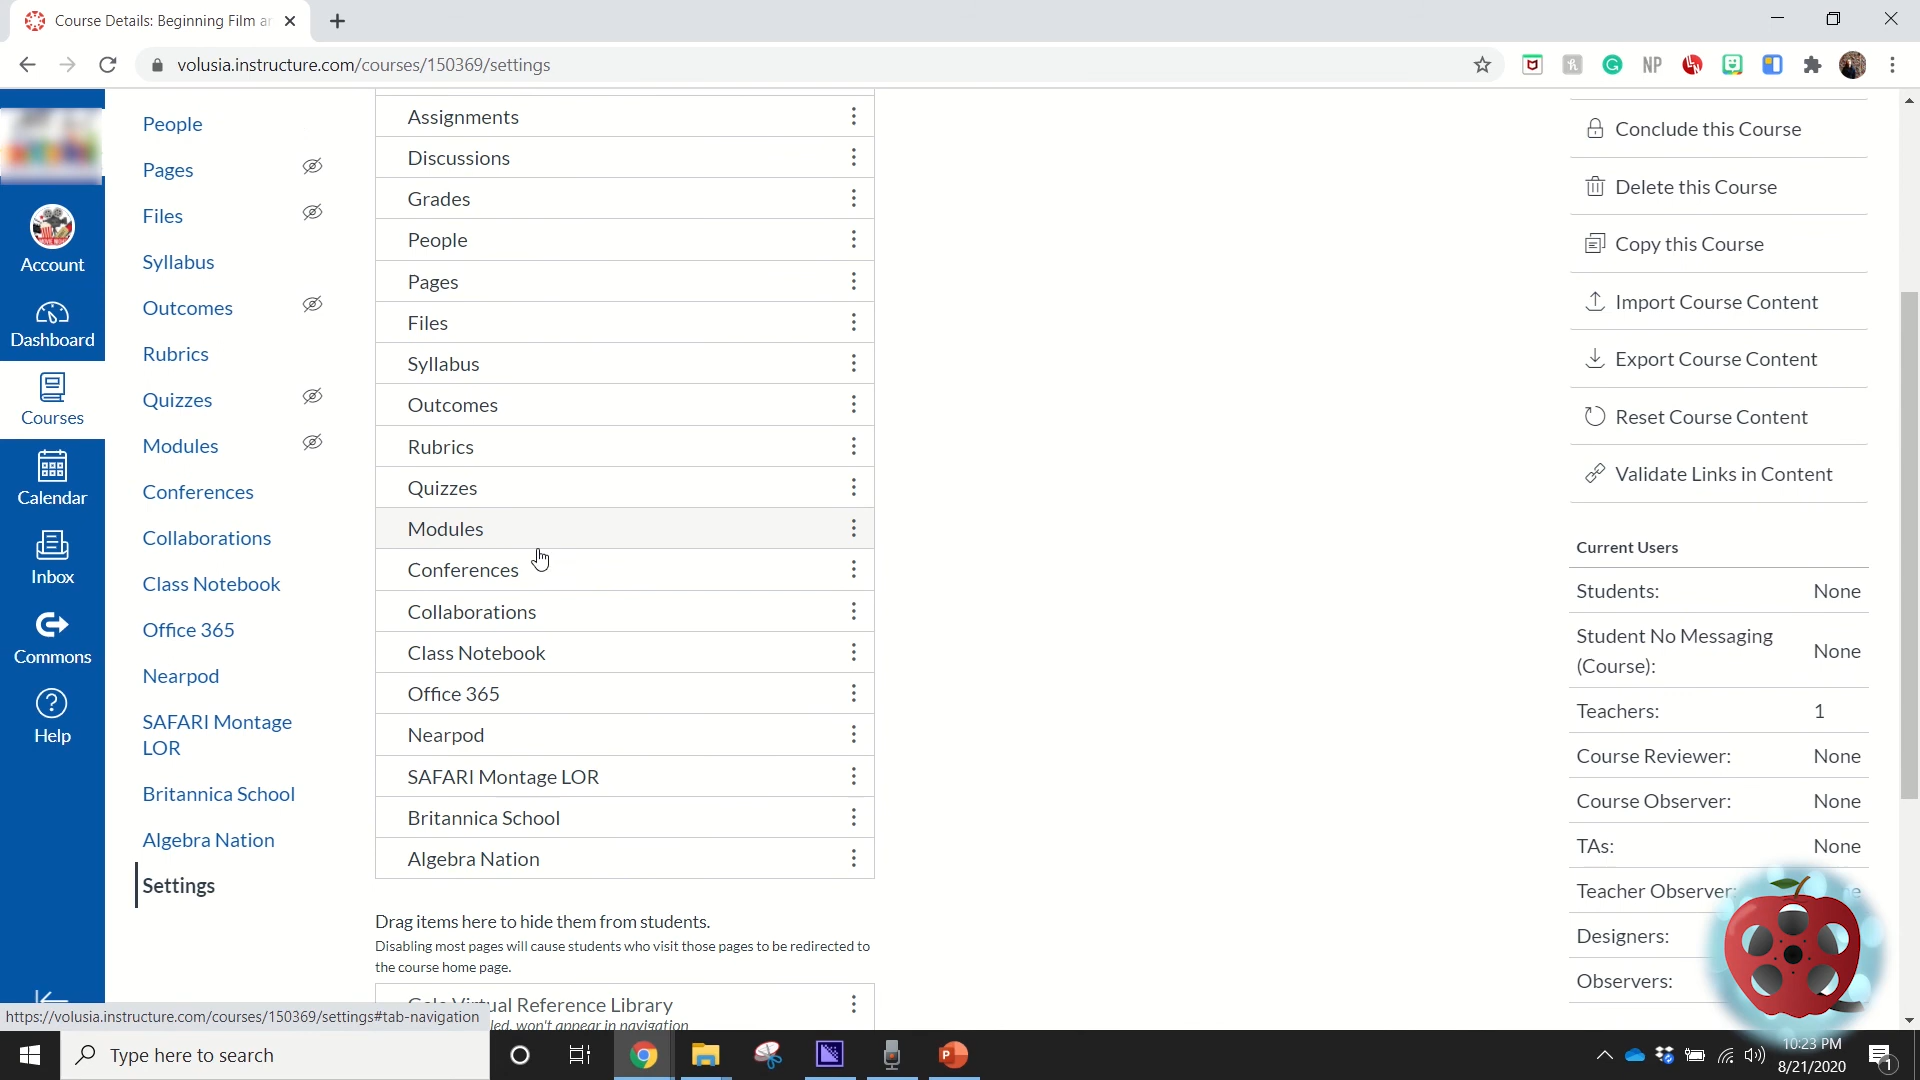 Course Details: Beginning Film an
volusia.instructure.com/courses/150369/settings
NP
Account
Dashboard
Courses
Calendar
Inbox
Commons
Help
People
Pages
Files
Syllabus
Outcomes
Rubrics
Quizzes
Modules
Conferences
Collaborations
Class Notebook
Office 365
Nearpod
SAFARI Montage
LOR
Britannica School
Algebra Nation
Settings
Assignments
Discussions
Grades
People
Pages
Files
Syllabus
Outcomes
Rubrics
Quizzes
Modules
Conferences
Collaborations
Class Notebook
Office 365
Nearpod
SAFARI Montage LOR
Britannica School
Algebra Nation
Drag items here to hide them from students.
Disabling most pages will cause students who visit those pages to be redirected to
the course home page.
Reference Library
won't appear in navigation
Conclude this Course
Delete this Course
Copy this Course
Import Course Content
Export Course Content
Reset Course Content
Validate Links in Content
Current Users
Students: None
Student No Messaging
(Course): None
Teachers: 1
Course Reviewer: None
Course Observer: None
TAs: None
Teacher Observer:
Designers:
Observers:
https://volusia.instructure.com/courses/150369/settings#tab-navigation
Type here to search
10:23 PM
8/21/2020
1